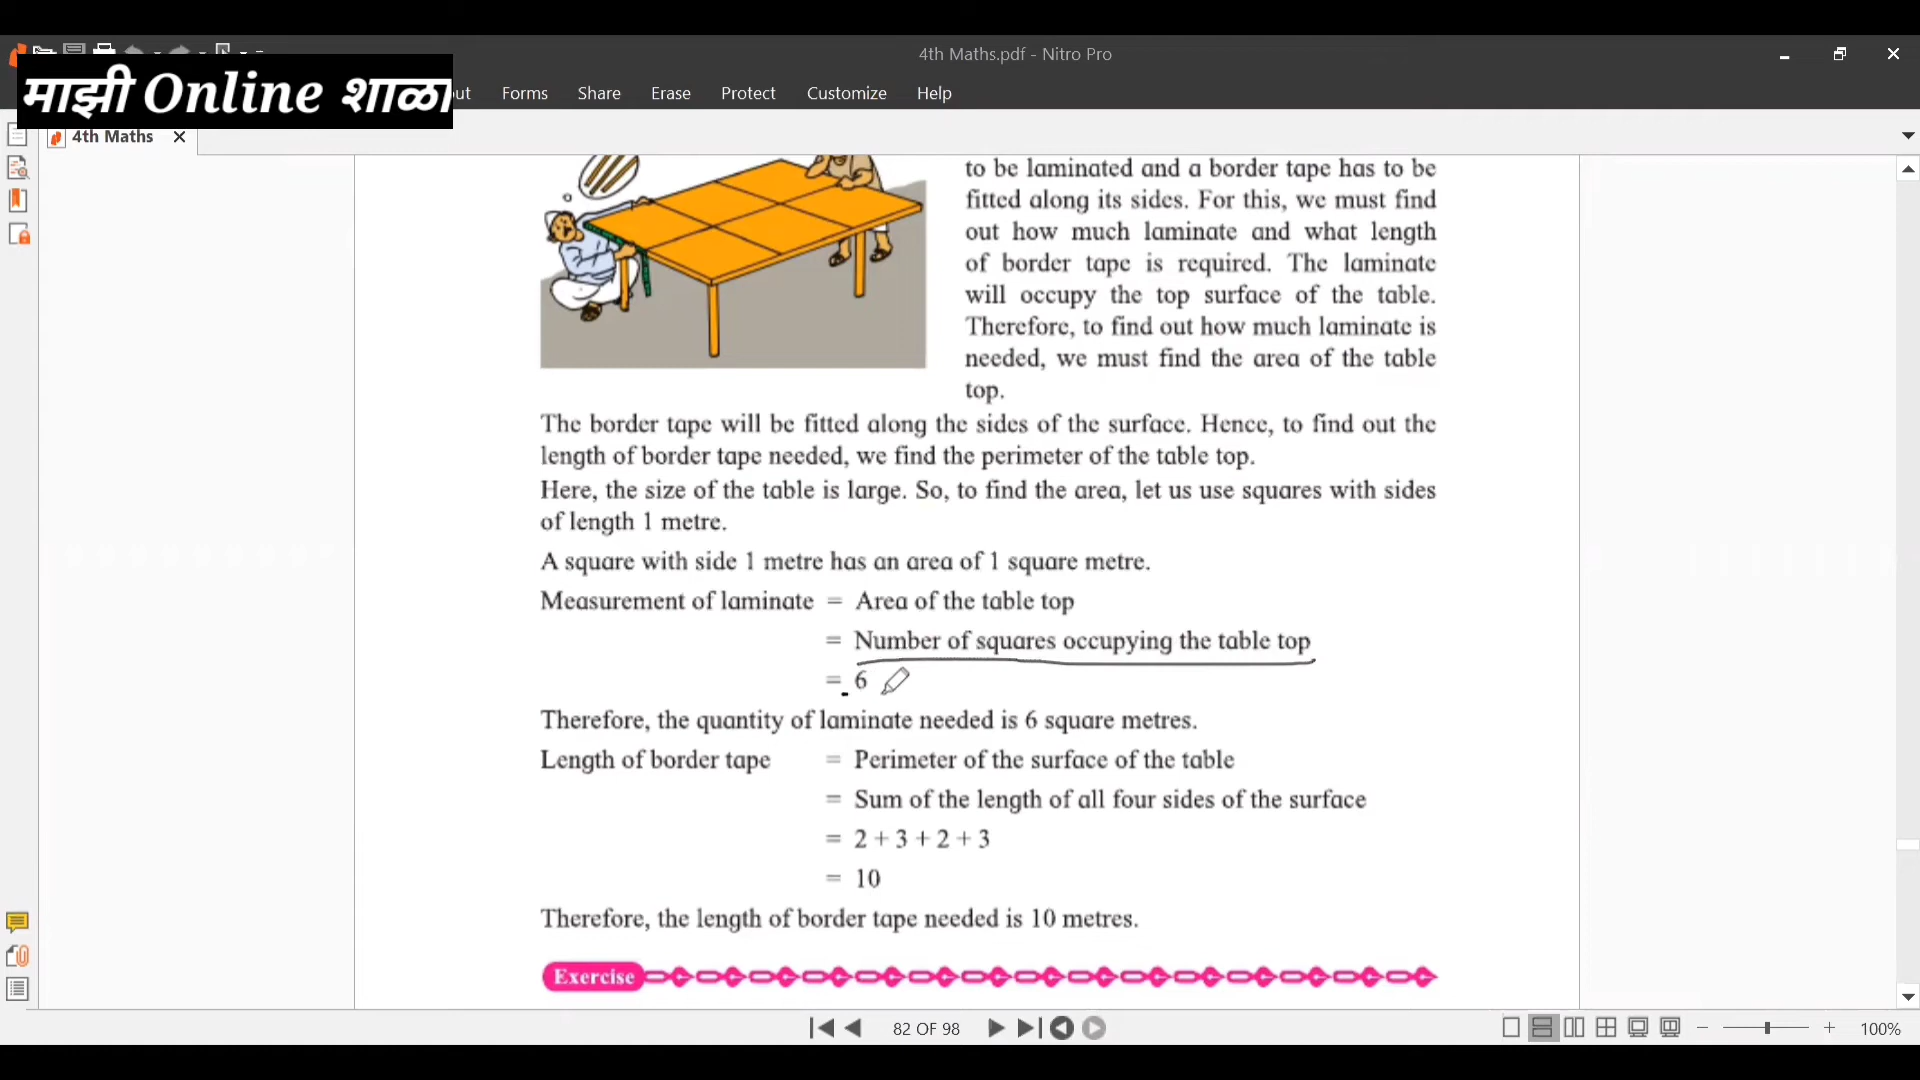 4th Maths.pdf - Nitro Pro
माझी Online शाळा
Forms Share Erase Protect Customize Help
4th Maths
to be laminated and a border tape has to be
fitted along its sides. For this, we must find
out how much laminate and what length
of border tape is required. The laminate
will occupy the top surface of the table.
Therefore, to find out how much laminate is
needed, we must find the area of the table
top.
The border tape will be fitted along the sides of the surface. Hence, to find out the
length of border tape needed, we find the perimeter of the table top.
Here, the size of the table is large. So, to find the area, let us use squares with sides
of length 1 metre.
A square with side 1 metre has an area of 1 square metre.
Measurement of laminate = Area of the table top
= Number of squares occupying the table top
= 6
Therefore, the quantity of laminate needed is 6 square metres.
Length of border tape = Perimeter of the surface of the table
= Sum of the length of all four sides of the surface
= 2 + 3 + 2 + 3
= 10
Therefore, the length of border tape needed is 10 metres.
Exercise
82 OF 98
100%